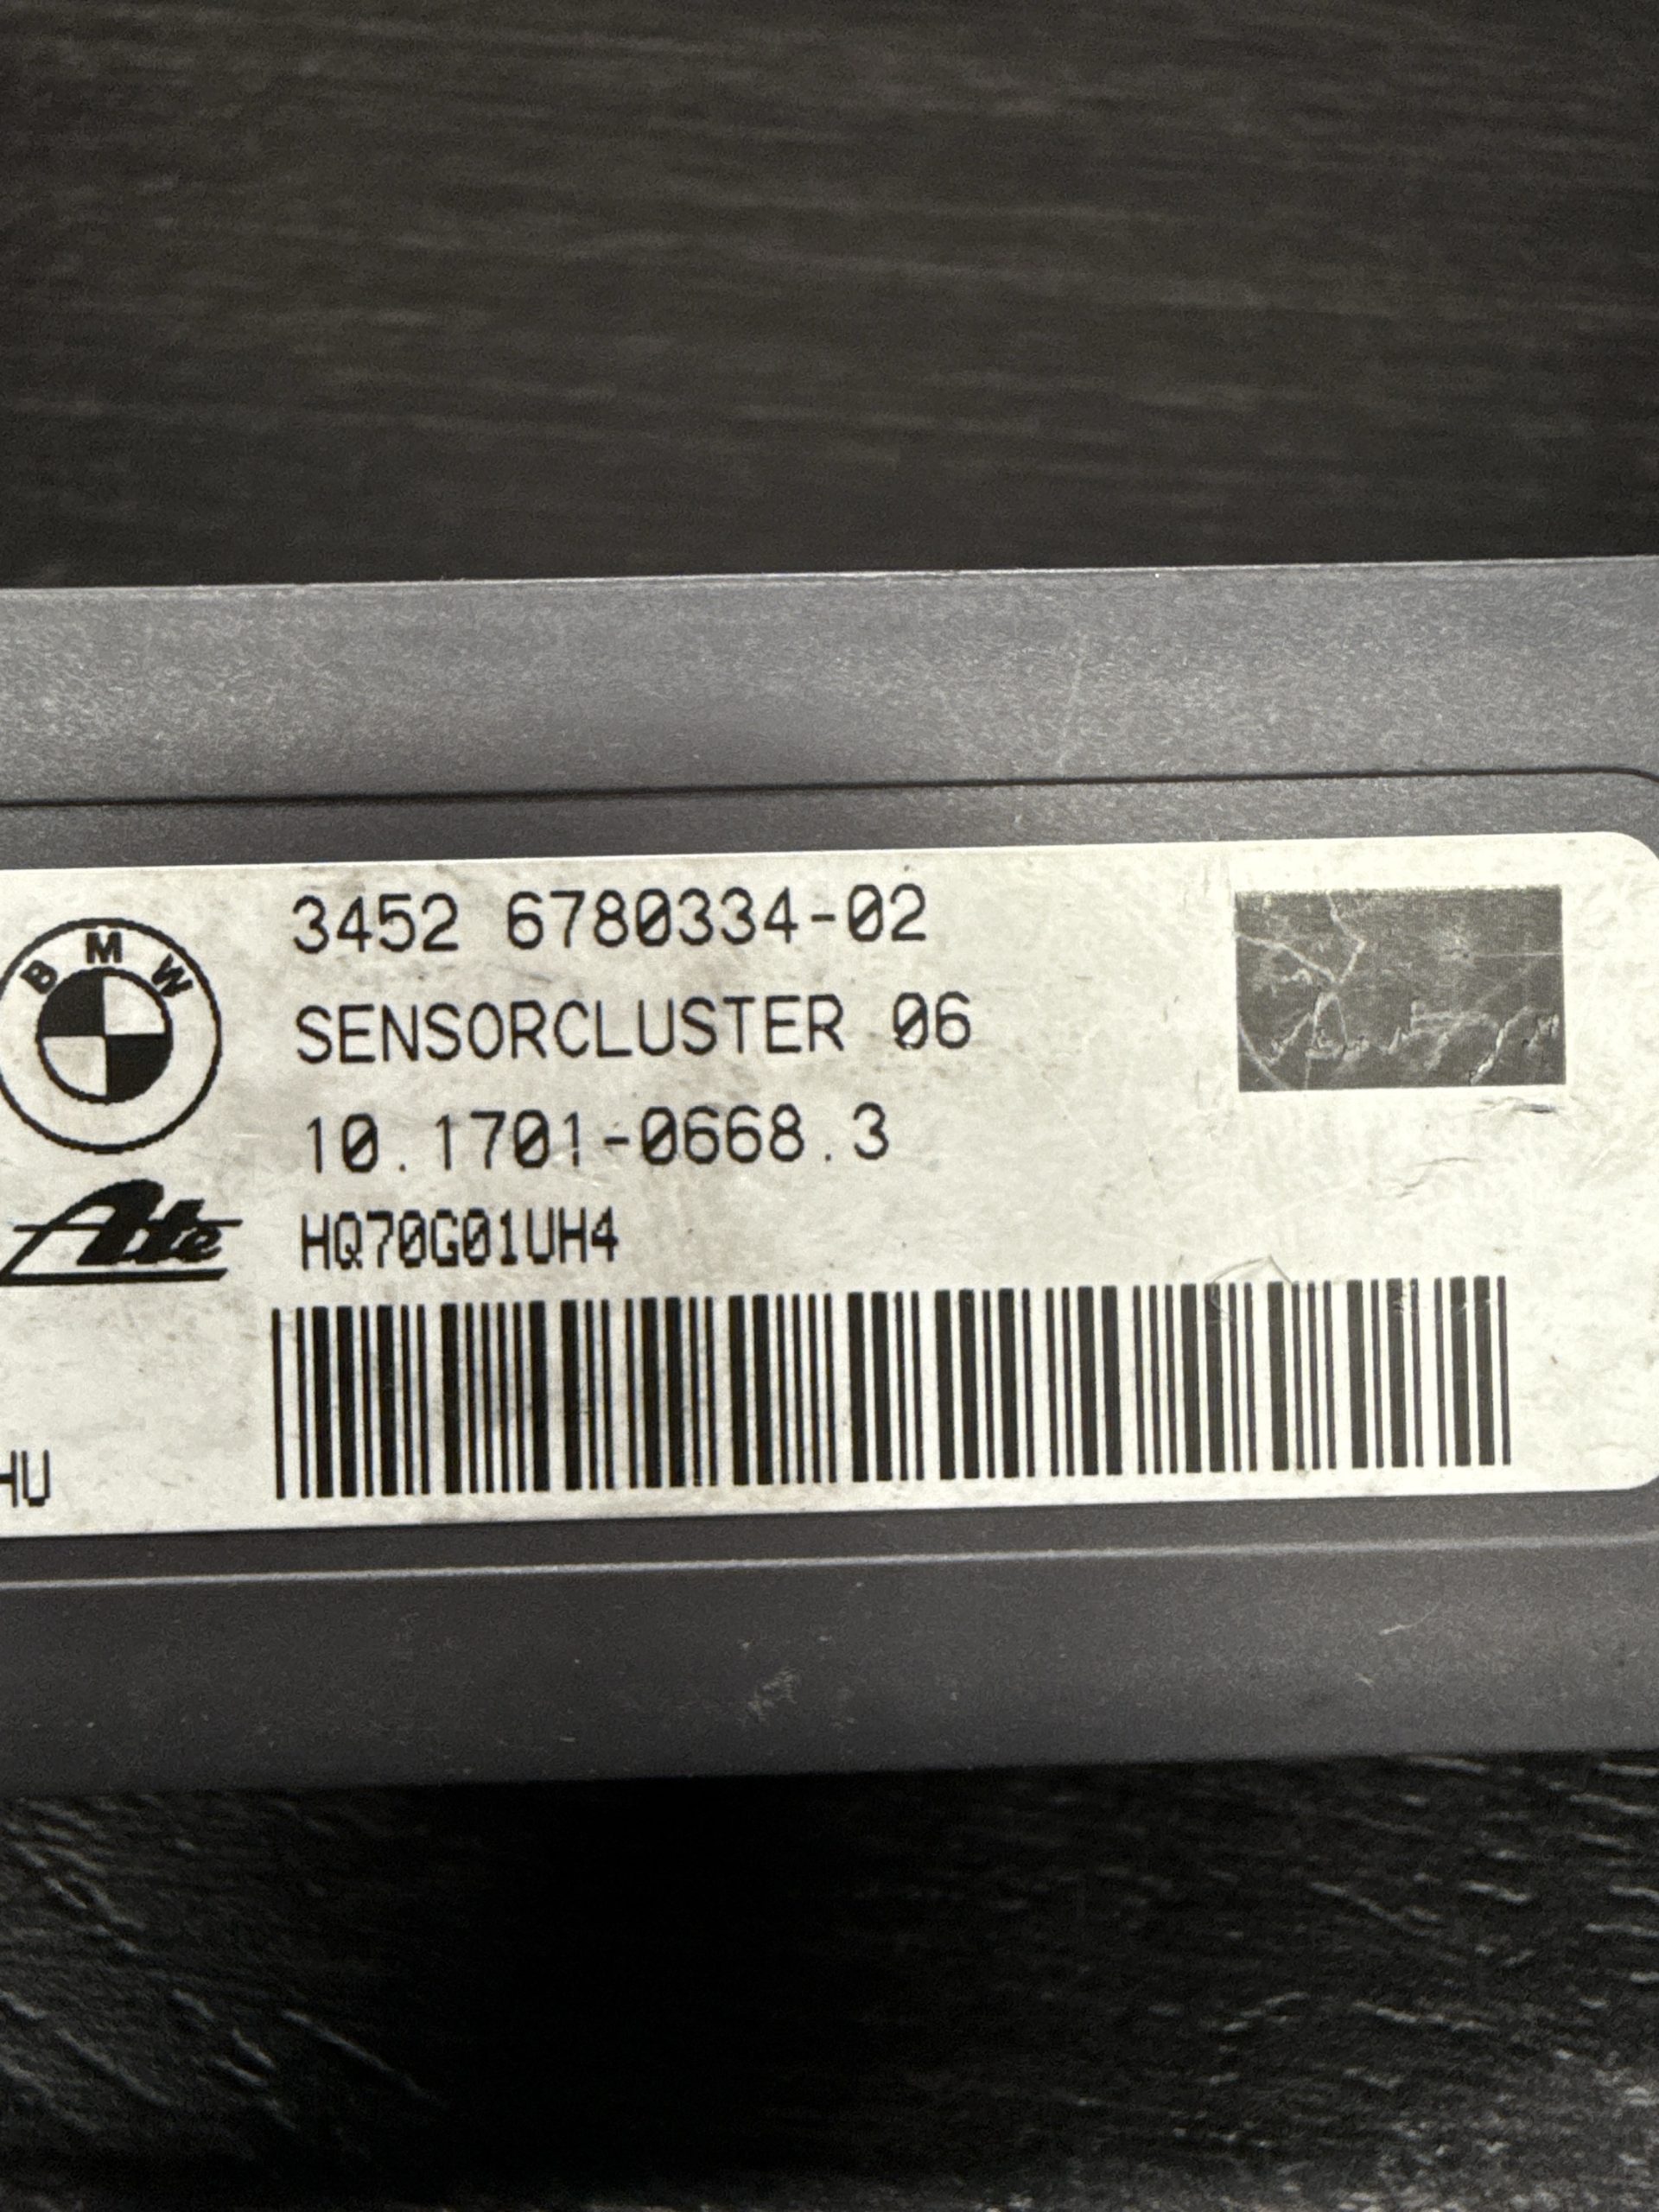 BMW
3452 6780334-02
SENSORCLUSTER 06
10.1701-0668.3
Ate
HQ70G01UH4
HU